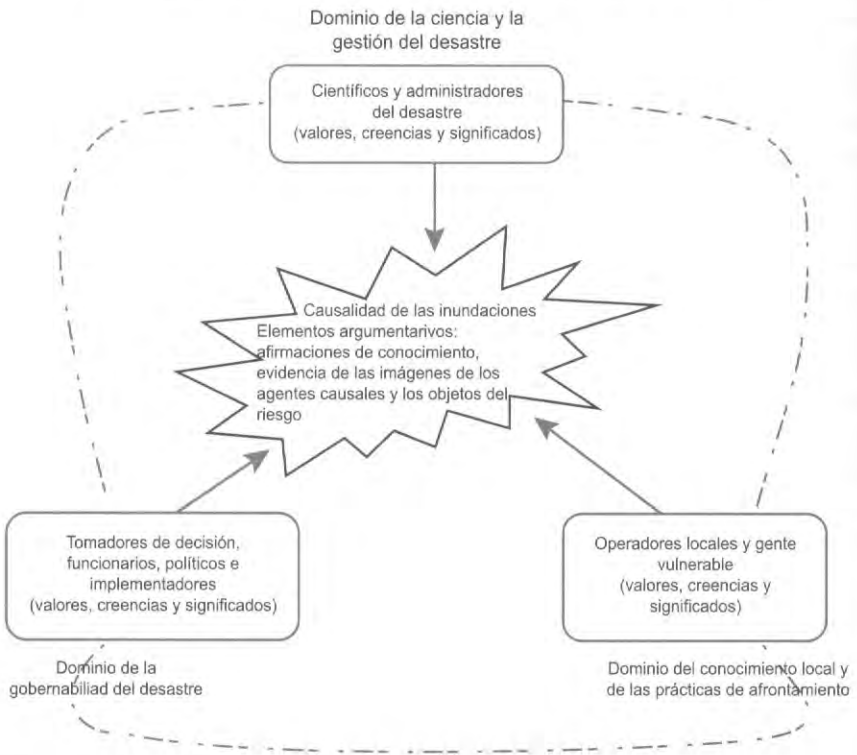 Dominio de la ciencia y la
gestión del desastre
Científicos y administradores
del desastre
(valores, creencias y significados)
Causalidad de las inundaciones
Elementos argumentarivos:
afirmaciones de conocimiento,
evidencia de las imágenes de los
agentes causales y los objetos del
riesgo
Tomadores de decisión,
funcionarios, políticos e
implementadores
(valores, creencias y significados)
Operadores locales y gente
vulnerable
(valores, creencias y
significados)
Dominio de la
gobernabiliad del desastre
Dominio del conocimiento local y
de las prácticas de afrontamiento